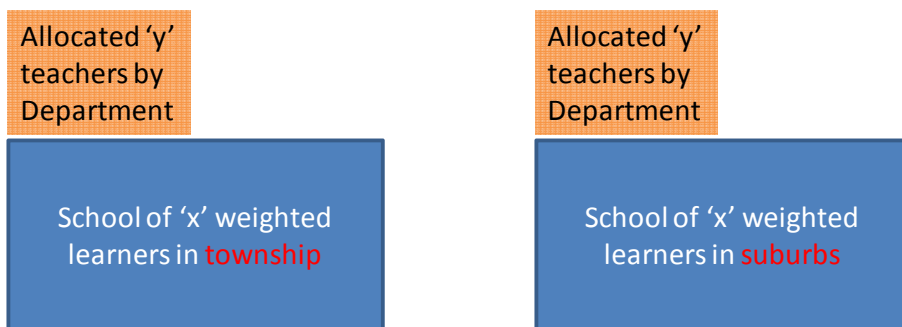 Allocated ‘y’
teachers by
Department
School of ‘x’ weighted
learners in township
Allocated ‘y’
teachers by
Department
School of ‘x’ weighted
learners in suburbs